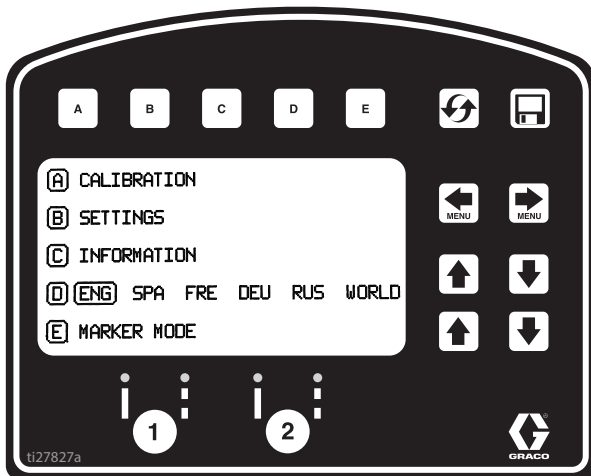 A B C D E
MENU MENU
A CALIBRATION
B SETTINGS
C INFORMATION
D ENG SPA FRE DEU RUS WORLD
E MARKER MODE
1 2
ti27827a
GRACO